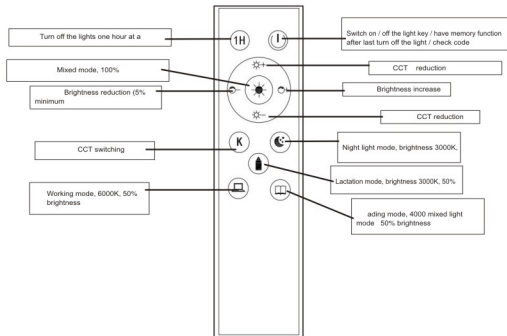 Turn off the lights one hour at a
1H
Switch on / off the light key / have memory function
after last turn off the light / check code
Mixed mode, 100%
CCT reduction
Brightness reduction (5%
minimum
Brightness increase
CCT reduction
CCT switching
K
Night light mode, brightness 3000K,
Lactation mode, brightness 3000K, 50%
Working mode, 6000K, 50%
brightness
ading mode, 4000 mixed light
mode 50% brightness